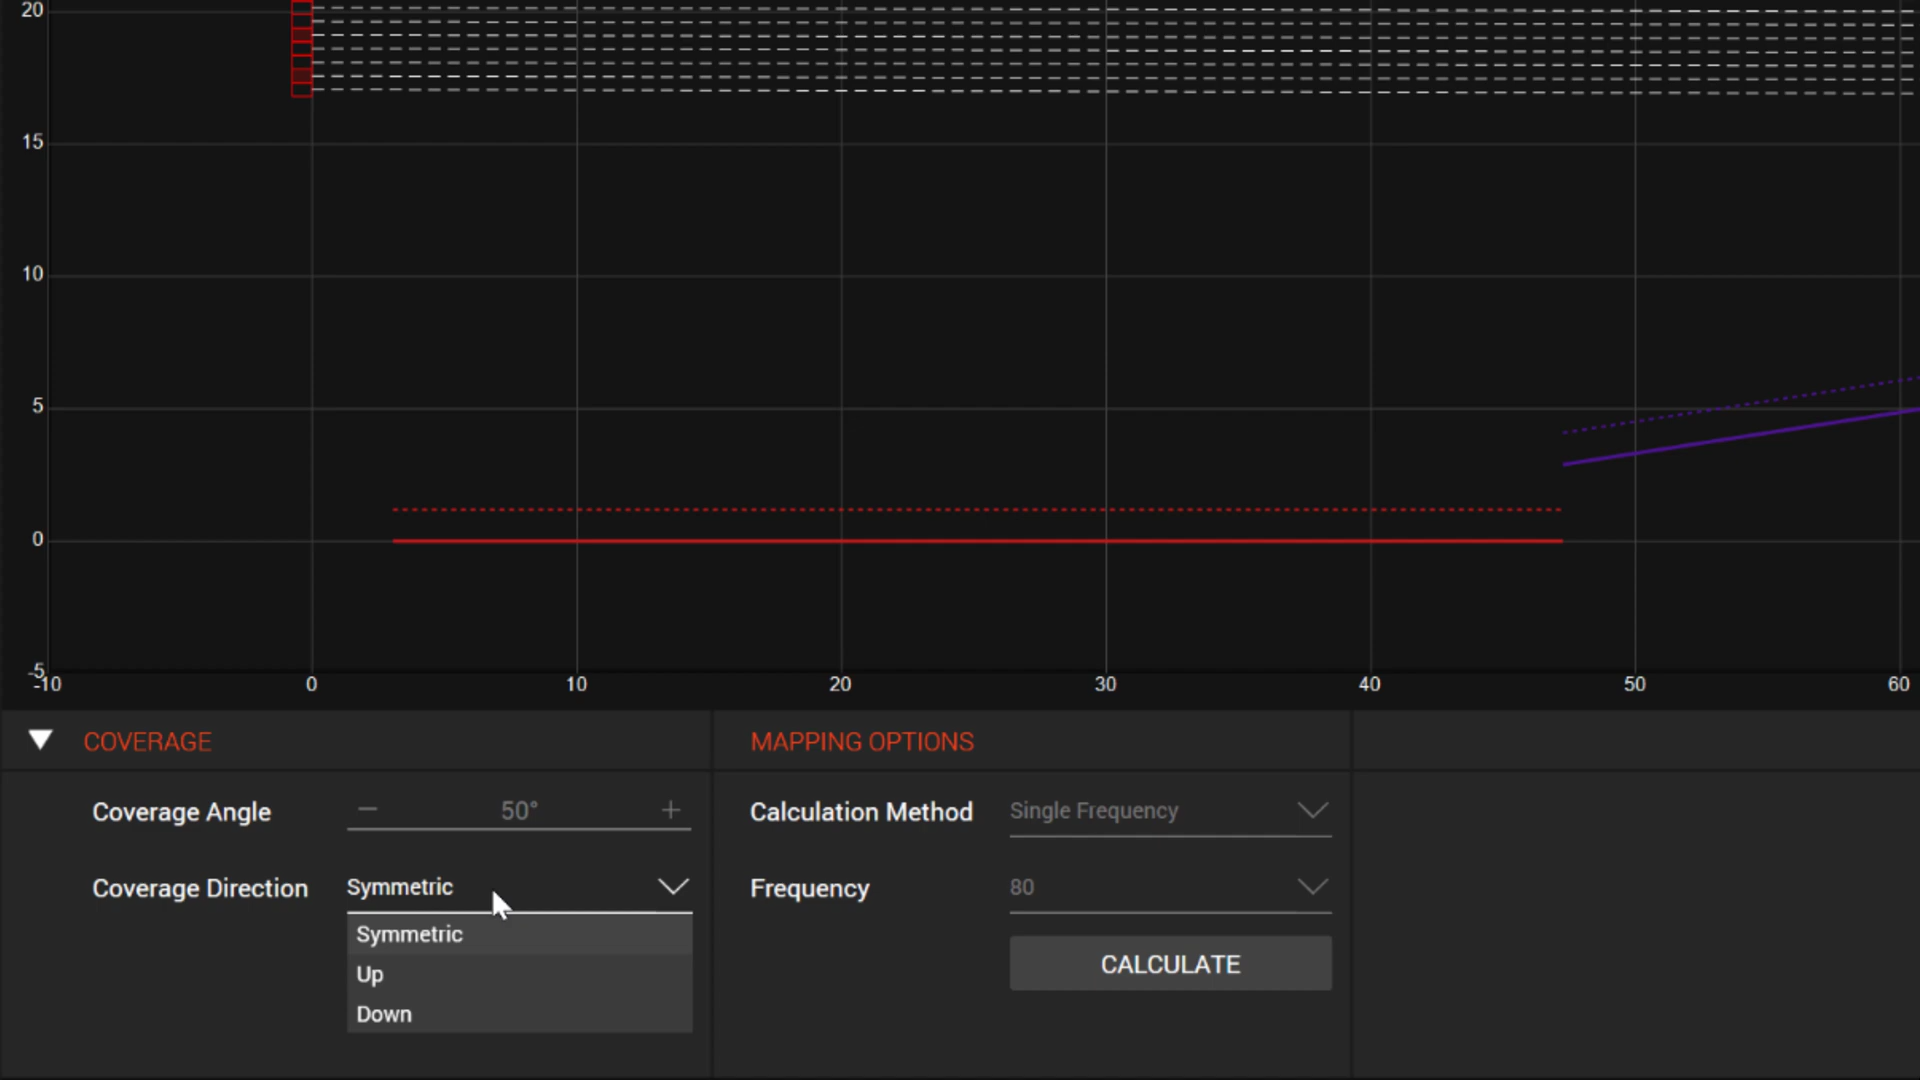 20
15
10
5
0
-5
-10 0 10 20 30 40 50 60
COVERAGE
MAPPING OPTIONS
Coverage Angle − 50° +
Calculation Method Single Frequency
Coverage Direction Symmetric
Frequency 80
Symmetric
Up
Down
CALCULATE